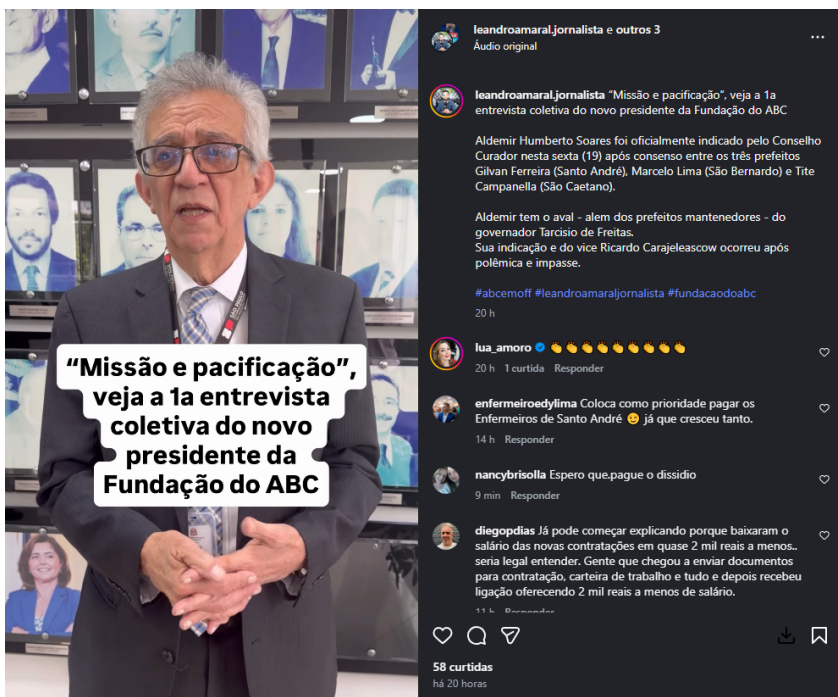 “Missão e pacificação”,
veja a 1a entrevista
coletiva do novo
presidente da
Fundação do ABC
SÃO PAULO
leandroamaral.jornalista e outros 3
Áudio original
leandroamaral.jornalista “Missão e pacificação”, veja a 1a
entrevista coletiva do novo presidente da Fundação do ABC
Aldemir Humberto Soares foi oficialmente indicado pelo Conselho
Curador nesta sexta (19) após consenso entre os três prefeitos
Gilvan Ferreira (Santo André), Marcelo Lima (São Bernardo) e Tite
Campanella (São Caetano).
Aldemir tem o aval - alem dos prefeitos mantenedores - do
governador Tarcisio de Freitas.
Sua indicação e do vice Ricardo Carajeleascow ocorreu após
polêmica e impasse.
#abcemoff #leandroamaraljornalista #fundacaodoabc
20 h
lua_amoro 👏👏👏👏👏👏👏👏👏
20 h 1 curtida Responder
enfermeiroedylima Coloca como prioridade pagar os
Enfermeiros de Santo André 😉 já que cresceu tanto.
14 h Responder
nancybrisolla Espero que.pague o dissidio
9 min Responder
diegopdias Já pode começar explicando porque baixaram o
salário das novas contratações em quase 2 mil reais a menos..
seria legal entender. Gente que chegou a enviar documentos
para contratação, carteira de trabalho e tudo e depois recebeu
ligação oferecendo 2 mil reais a menos de salário.
11 h Responder
58 curtidas
há 20 horas